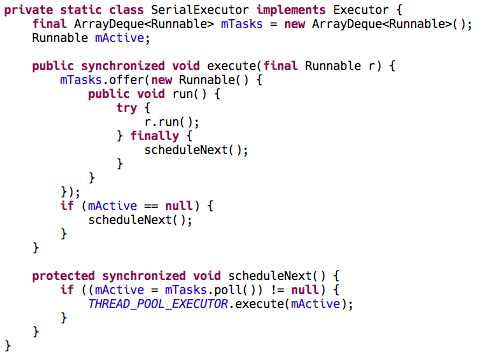 private static class SerialExecutor implements Executor {
    final ArrayDeque<Runnable> mTasks = new ArrayDeque<Runnable>();
    Runnable mActive;

    public synchronized void execute(final Runnable r) {
        mTasks.offer(new Runnable() {
            public void run() {
                try {
                    r.run();
                } finally {
                    scheduleNext();
                }
            }
        });
        if (mActive == null) {
            scheduleNext();
        }
    }

    protected synchronized void scheduleNext() {
        if ((mActive = mTasks.poll()) != null) {
            THREAD_POOL_EXECUTOR.execute(mActive);
        }
    }
}